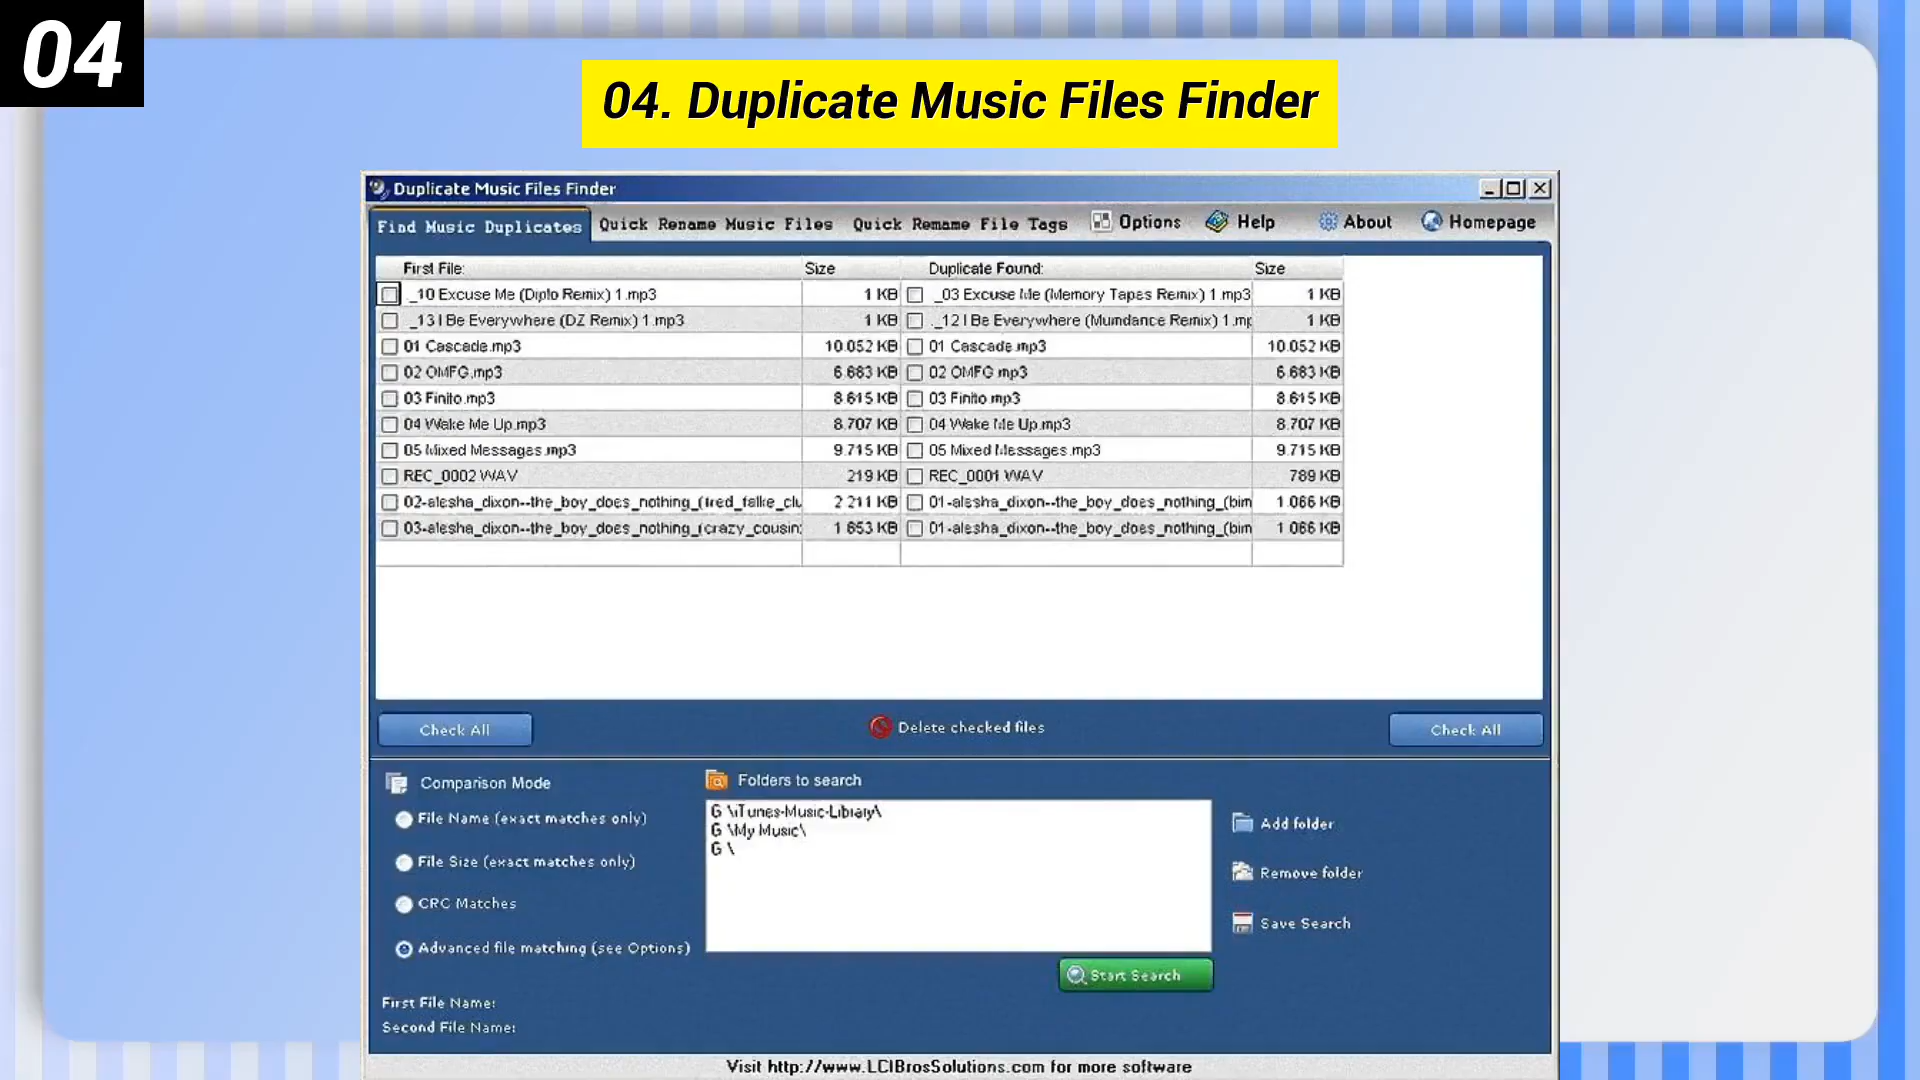 04
04. Duplicate Music Files Finder
Duplicate Music Files Finder
Find Music Duplicates Quick Rename Music Files Quick Remame File Tags Options Help About Homepage
First File: Size Duplicate Found: Size
_10 Excuse Me (Diplo Remix) 1.mp3 1 KB _03 Excuse Me (Memory Tapes Remix) 1.mp3 1 KB
_13 I Be Everywhere (DZ Remix) 1.mp3 1 KB ._12 I Be Everywhere (Mumdance Remix) 1.mp 1 KB
01 Cascade.mp3 10.052 KB 01 Cascade.mp3 10.052 KB
02 OMFG.mp3 6.683 KB 02 OMFG.mp3 6.683 KB
03 Finito.mp3 8.615 KB 03 Finito.mp3 8.615 KB
04 Wake Me Up.mp3 8.707 KB 04 Wake Me Up.mp3 8.707 KB
05 Mixed Messages.mp3 9.715 KB 05 Mixed Messages.mp3 9.715 KB
REC_0002.WAV 219 KB REC_0001.WAV 789 KB
02-alesha_dixon--the_boy_does_nothing_(fred_falke_clu 2.211 KB 01-alesha_dixon--the_boy_does_nothing_(bim 1.066 KB
03-alesha_dixon--the_boy_does_nothing_(crazy_cousin: 1.653 KB 01-alesha_dixon--the_boy_does_nothing_(bim 1.066 KB
Check All Delete checked files Check All
Comparison Mode
File Name (exact matches only)
File Size (exact matches only)
CRC Matches
Advanced file matching (see Options)
Folders to search
G:\iTunes-Music-Library\
G:\My Music\
G:\
Add folder
Remove folder
Save Search
Start Search
First File Name:
Second File Name:
Visit http://www.LCIBrosSolutions.com for more software